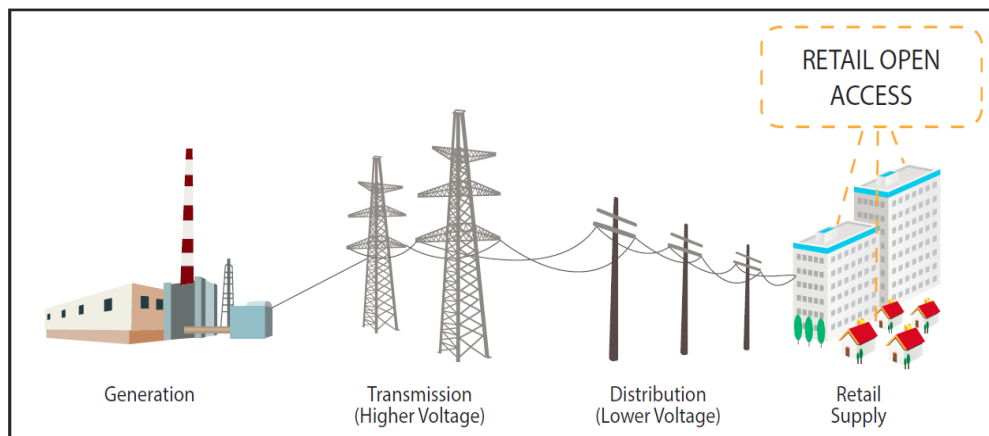 RETAIL OPEN
ACCESS
Generation
Transmission
(Higher Voltage)
Distribution
(Lower Voltage)
Retail
Supply